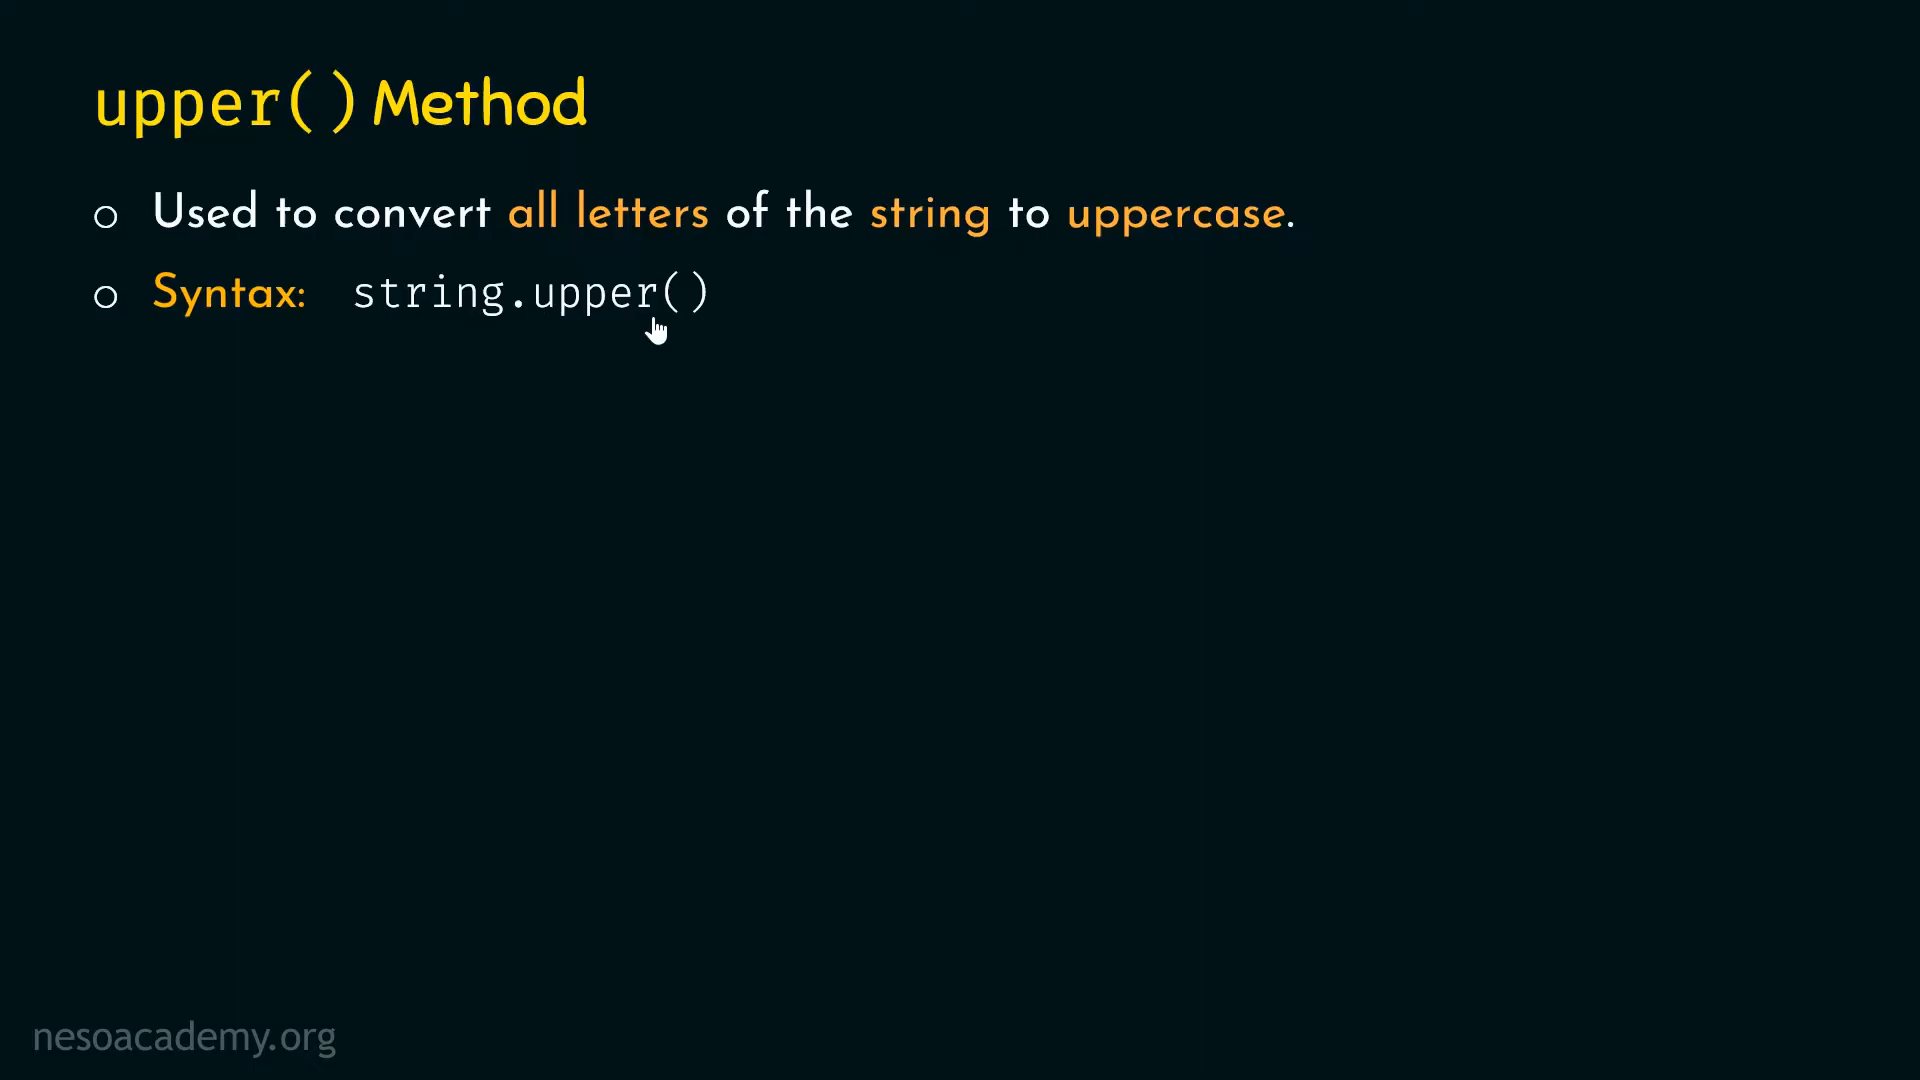 upper() Method
○ Used to convert all letters of the string to uppercase.
○ Syntax: string.upper()
nesoacademy.org